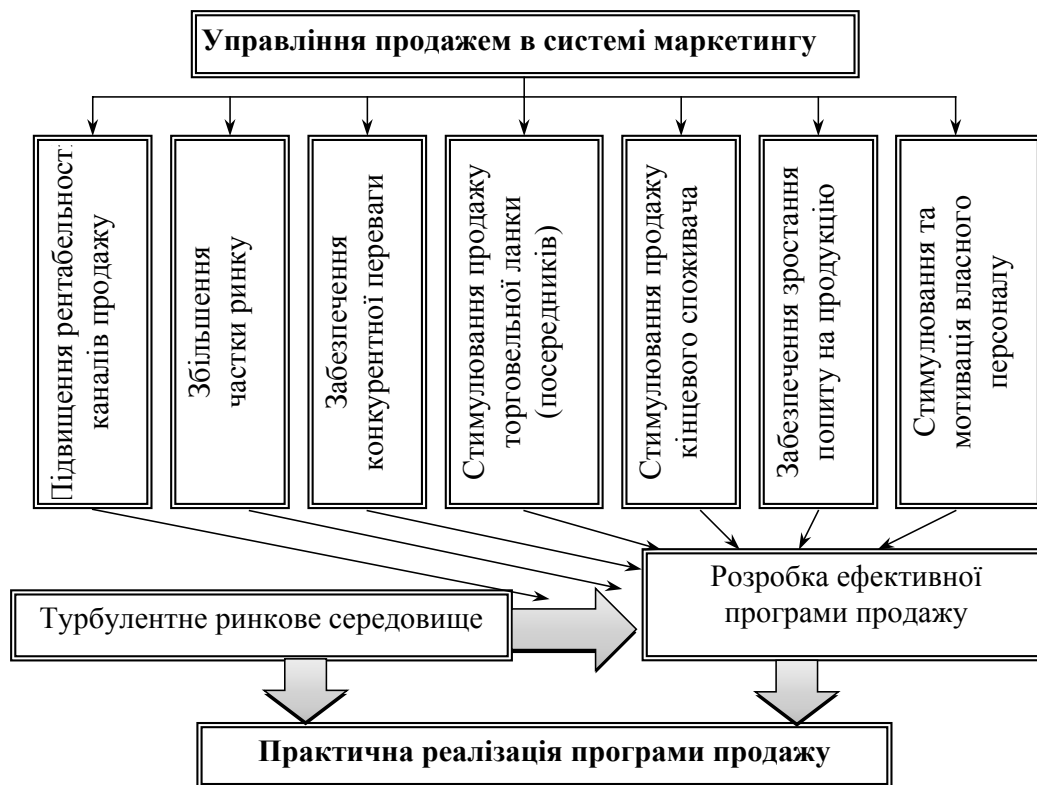 Управління продажем в системі маркетингу
Підвищення рентабельності
каналів продажу
Збільшення
частки ринку
Забезпечення
конкурентної переваги
Стимулювання продажу
торговельної ланки
(посередників)
Стимулювання продажу
кінцевого споживача
Забезпечення зростання
попиту на продукцію
Стимулювання та
мотивація власного
персоналу
Розробка ефективної
програми продажу
Турбулентне ринкове середовище
Практична реалізація програми продажу